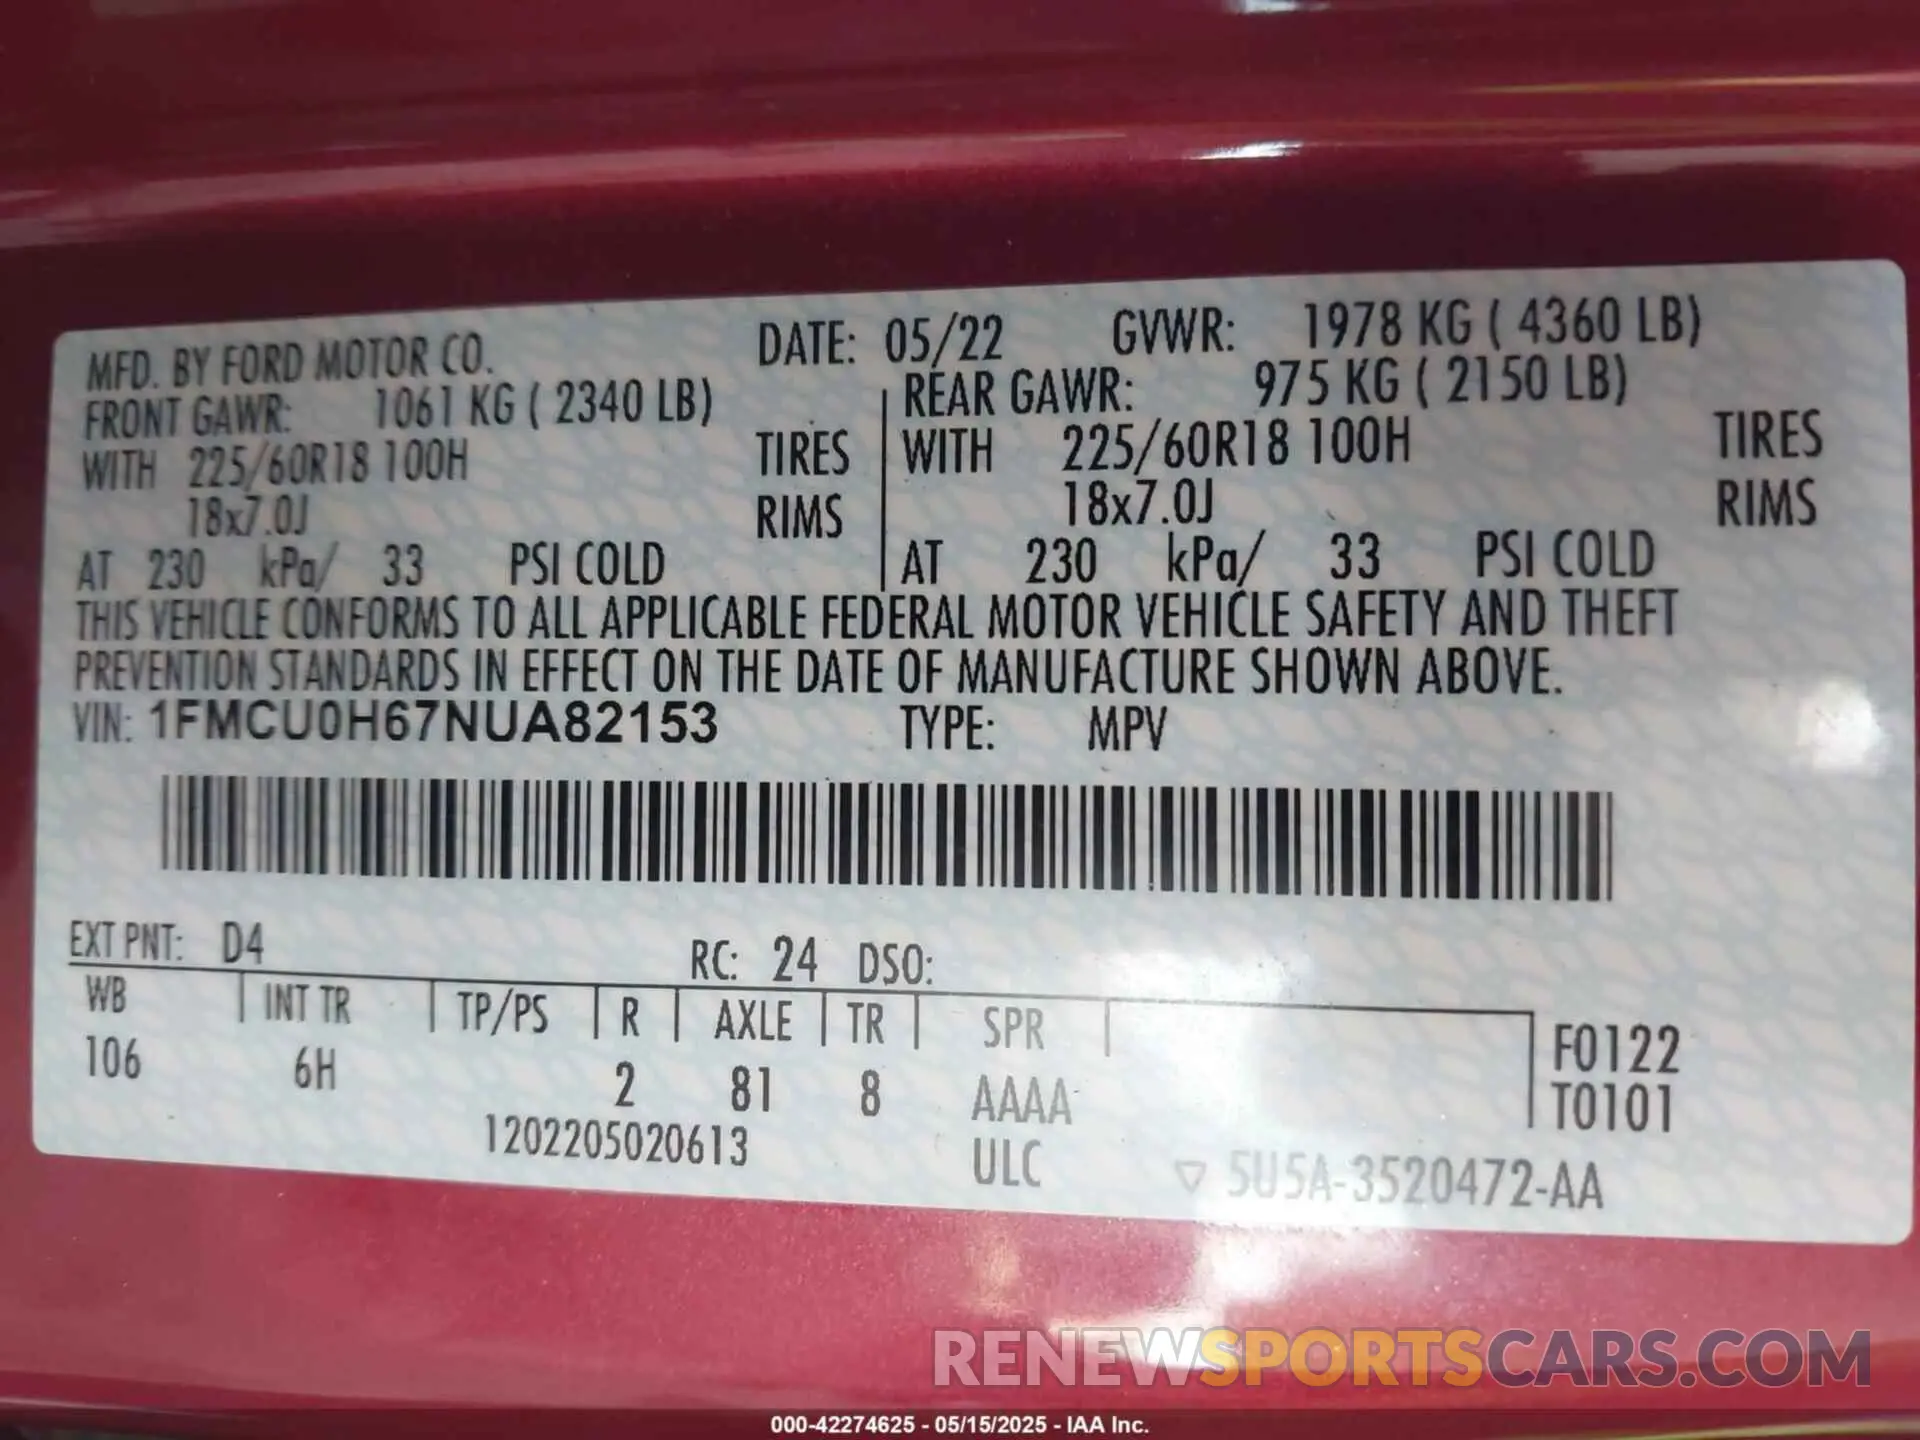 MFD. BY FORD MOTOR CO. DATE: 05/22 GVWR: 1978 KG ( 4360 LB)
FRONT GAWR: 1061 KG ( 2340 LB) REAR GAWR: 975 KG ( 2150 LB)
WITH 225/60R18 100H TIRES WITH 225/60R18 100H TIRES
18x7.0J RIMS 18x7.0J RIMS
AT 230 kPa/ 33 PSI COLD AT 230 kPa/ 33 PSI COLD
THIS VEHICLE CONFORMS TO ALL APPLICABLE FEDERAL MOTOR VEHICLE SAFETY AND THEFT
PREVENTION STANDARDS IN EFFECT ON THE DATE OF MANUFACTURE SHOWN ABOVE.
VIN: 1FMCU0H67NUA82153 TYPE: MPV
EXT PNT: D4 RC: 24 DSO:
WB INT TR TP/PS R AXLE TR SPR F0122
106 6H 2 81 8 AAAA T0101
1202205020613 ULC ▽ 5U5A-3520472-AA
RENEWSPORTSCARS.COM
000-42274625 - 05/15/2025 - IAA Inc.